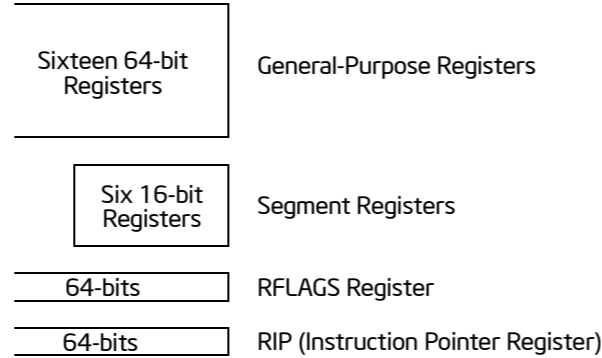 Sixteen 64-bit
Registers
General-Purpose Registers
Six 16-bit
Registers
Segment Registers
64-bits
RFLAGS Register
64-bits
RIP (Instruction Pointer Register)